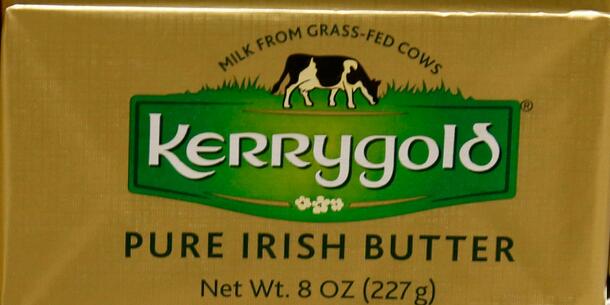 MILK FROM GRASS-FED COWS
Kerrygold®
PURE IRISH BUTTER
Net Wt. 8 OZ (227g)